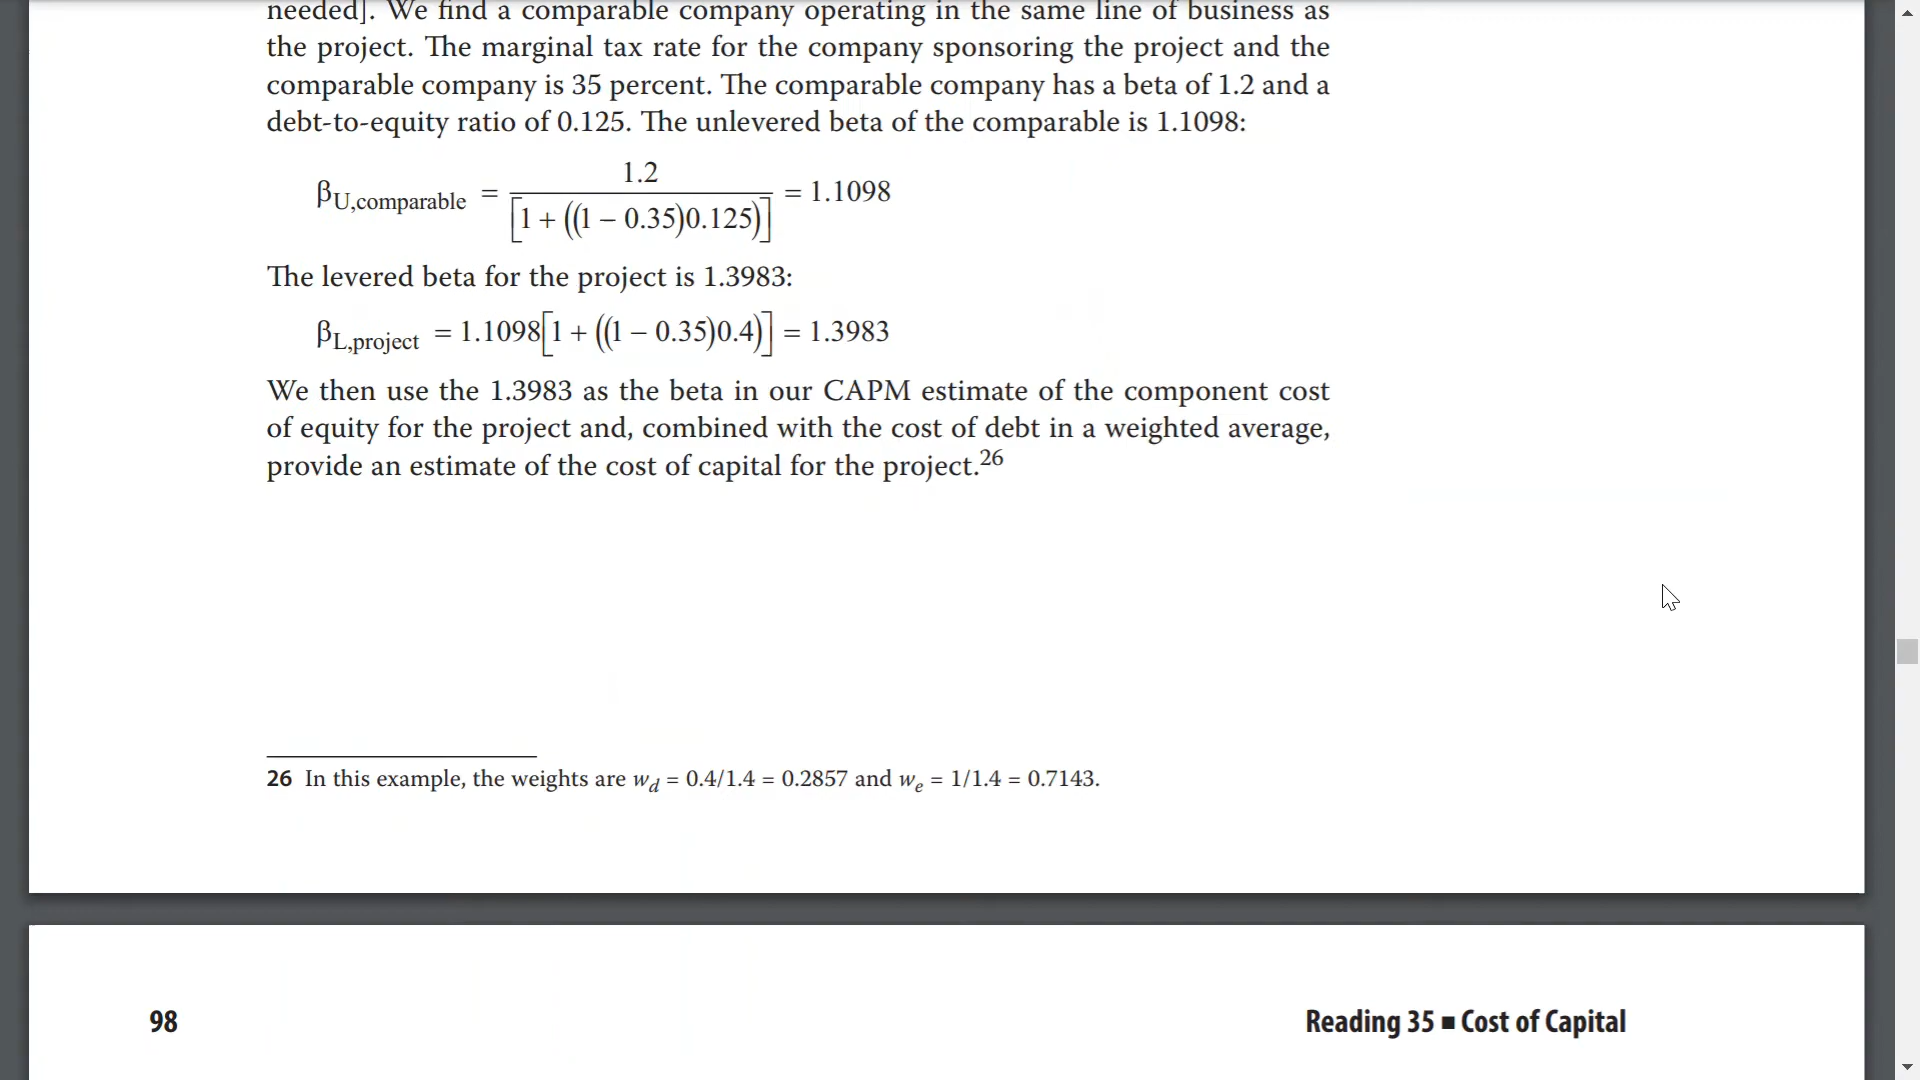 needed]. We find a comparable company operating in the same line of business as
the project. The marginal tax rate for the company sponsoring the project and the
comparable company is 35 percent. The comparable company has a beta of 1.2 and a
debt-to-equity ratio of 0.125. The unlevered beta of the comparable is 1.1098:
βU,comparable = 1.2 / [1 + ((1 − 0.35)0.125)] = 1.1098
The levered beta for the project is 1.3983:
βL,project = 1.1098[1 + ((1 − 0.35)0.4)] = 1.3983
We then use the 1.3983 as the beta in our CAPM estimate of the component cost
of equity for the project and, combined with the cost of debt in a weighted average,
provide an estimate of the cost of capital for the project.26
26 In this example, the weights are wd = 0.4/1.4 = 0.2857 and we = 1/1.4 = 0.7143.
98 Reading 35 ■ Cost of Capital